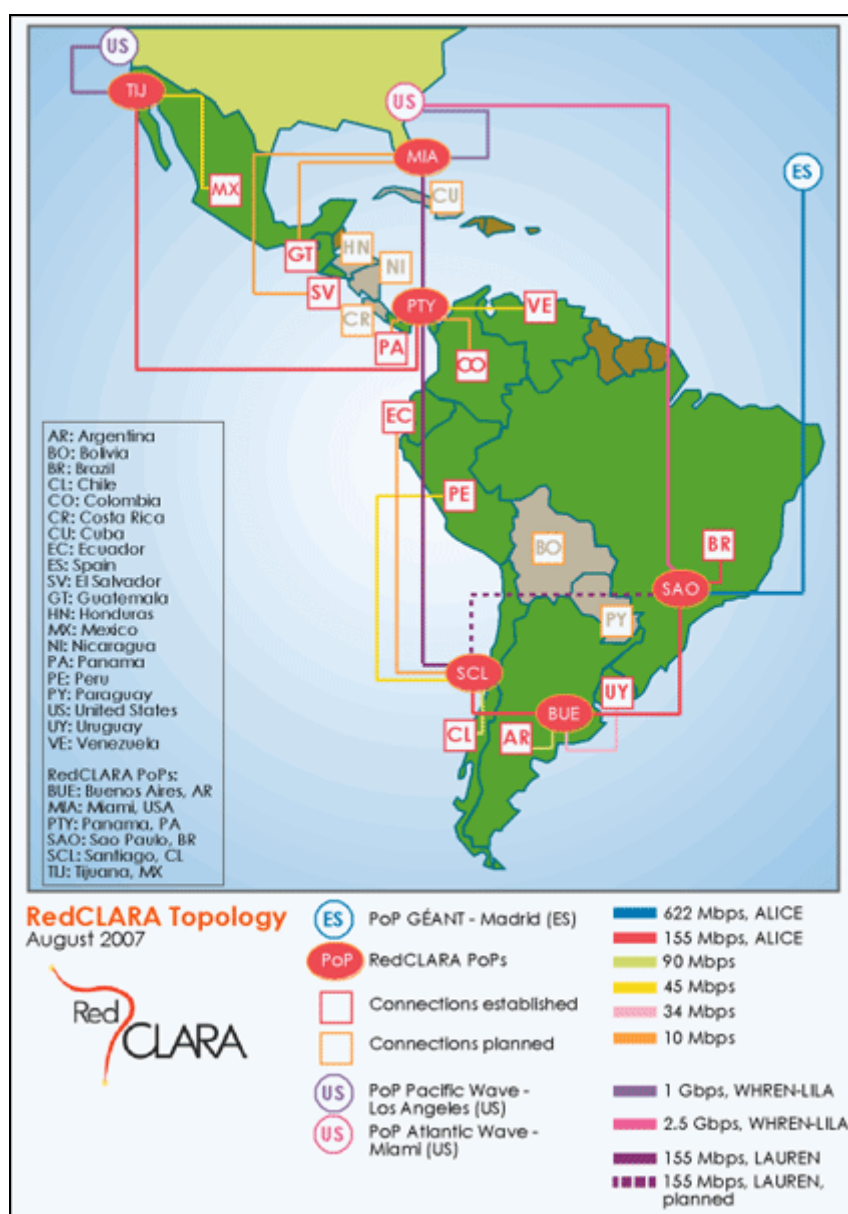 US
TIJ
US
MIA
ES
MX
CU
GT
HN
NI
SV
CR
PTY
VE
PA
CO
EC
PE
BO
BR
SAO
PY
SCL
UY
BUE
CL
AR
AR: Argentina
BO: Bolivia
BR: Brazil
CL: Chile
CO: Colombia
CR: Costa Rica
CU: Cuba
EC: Ecuador
ES: Spain
SV: El Salvador
GT: Guatemala
HN: Honduras
MX: Mexico
NI: Nicaragua
PA: Panama
PE: Peru
PY: Paraguay
US: United States
UY: Uruguay
VE: Venezuela
RedCLARA PoPs:
BUE: Buenos Aires, AR
MIA: Miami, USA
PTY: Panama, PA
SAO: Sao Paulo, BR
SCL: Santiago, CL
TIJ: Tijuana, MX
RedCLARA Topology
August 2007
Red
CLARA
ES PoP GÉANT - Madrid (ES)
PoP RedCLARA PoPs
Connections established
Connections planned
US PoP Pacific Wave -
Los Angeles (US)
US PoP Atlantic Wave -
Miami (US)
622 Mbps, ALICE
155 Mbps, ALICE
90 Mbps
45 Mbps
34 Mbps
10 Mbps
1 Gbps, WHREN-LILA
2.5 Gbps, WHREN-LILA
155 Mbps, LAUREN
155 Mbps, LAUREN,
planned